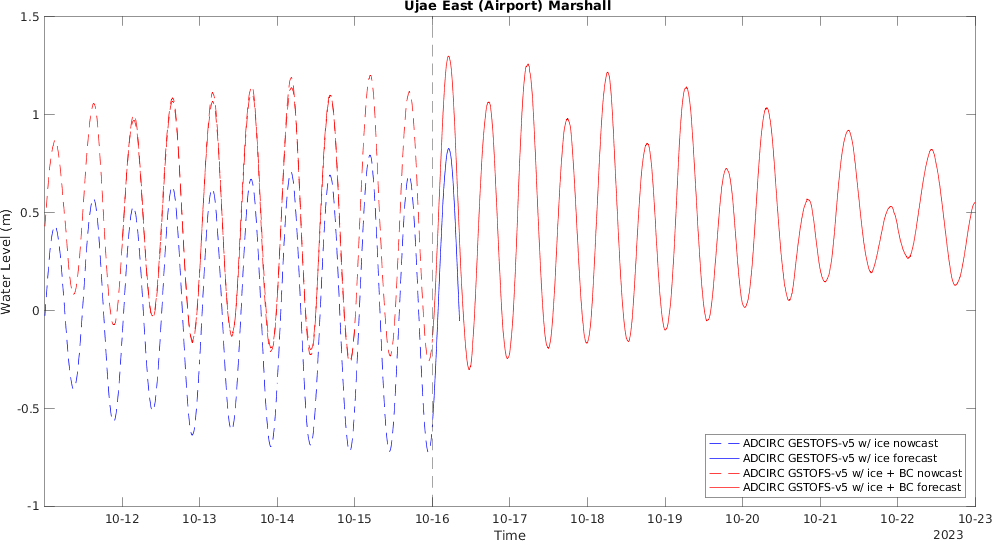 Ujae East (Airport) Marshall
1.5
1
0.5
0
-0.5
-1
Water Level (m)
ADCIRC GESTOFS-v5 w/ ice nowcast
ADCIRC GESTOFS-v5 w/ ice forecast
ADCIRC GSTOFS-v5 w/ ice + BC nowcast
ADCIRC GSTOFS-v5 w/ ice + BC forecast
10-12 10-13 10-14 10-15 10-16 10-17 10-18 10-19 10-20 10-21 10-22 10-23
Time
2023